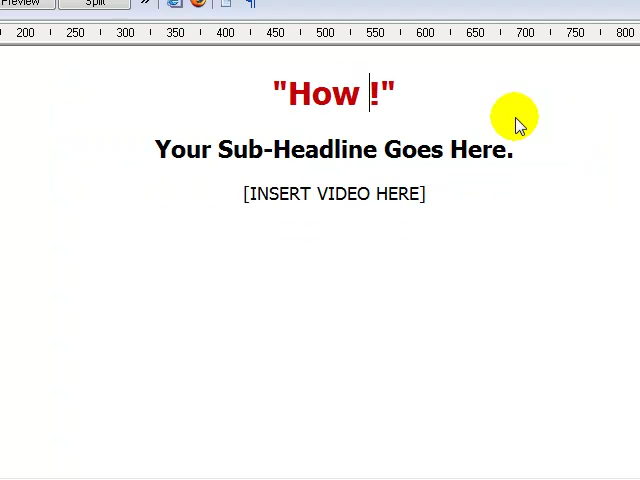 Preview Split »
200 250 300 350 400 450 500 550 600 650 700 750 800
"How !"
Your Sub-Headline Goes Here.
[INSERT VIDEO HERE]